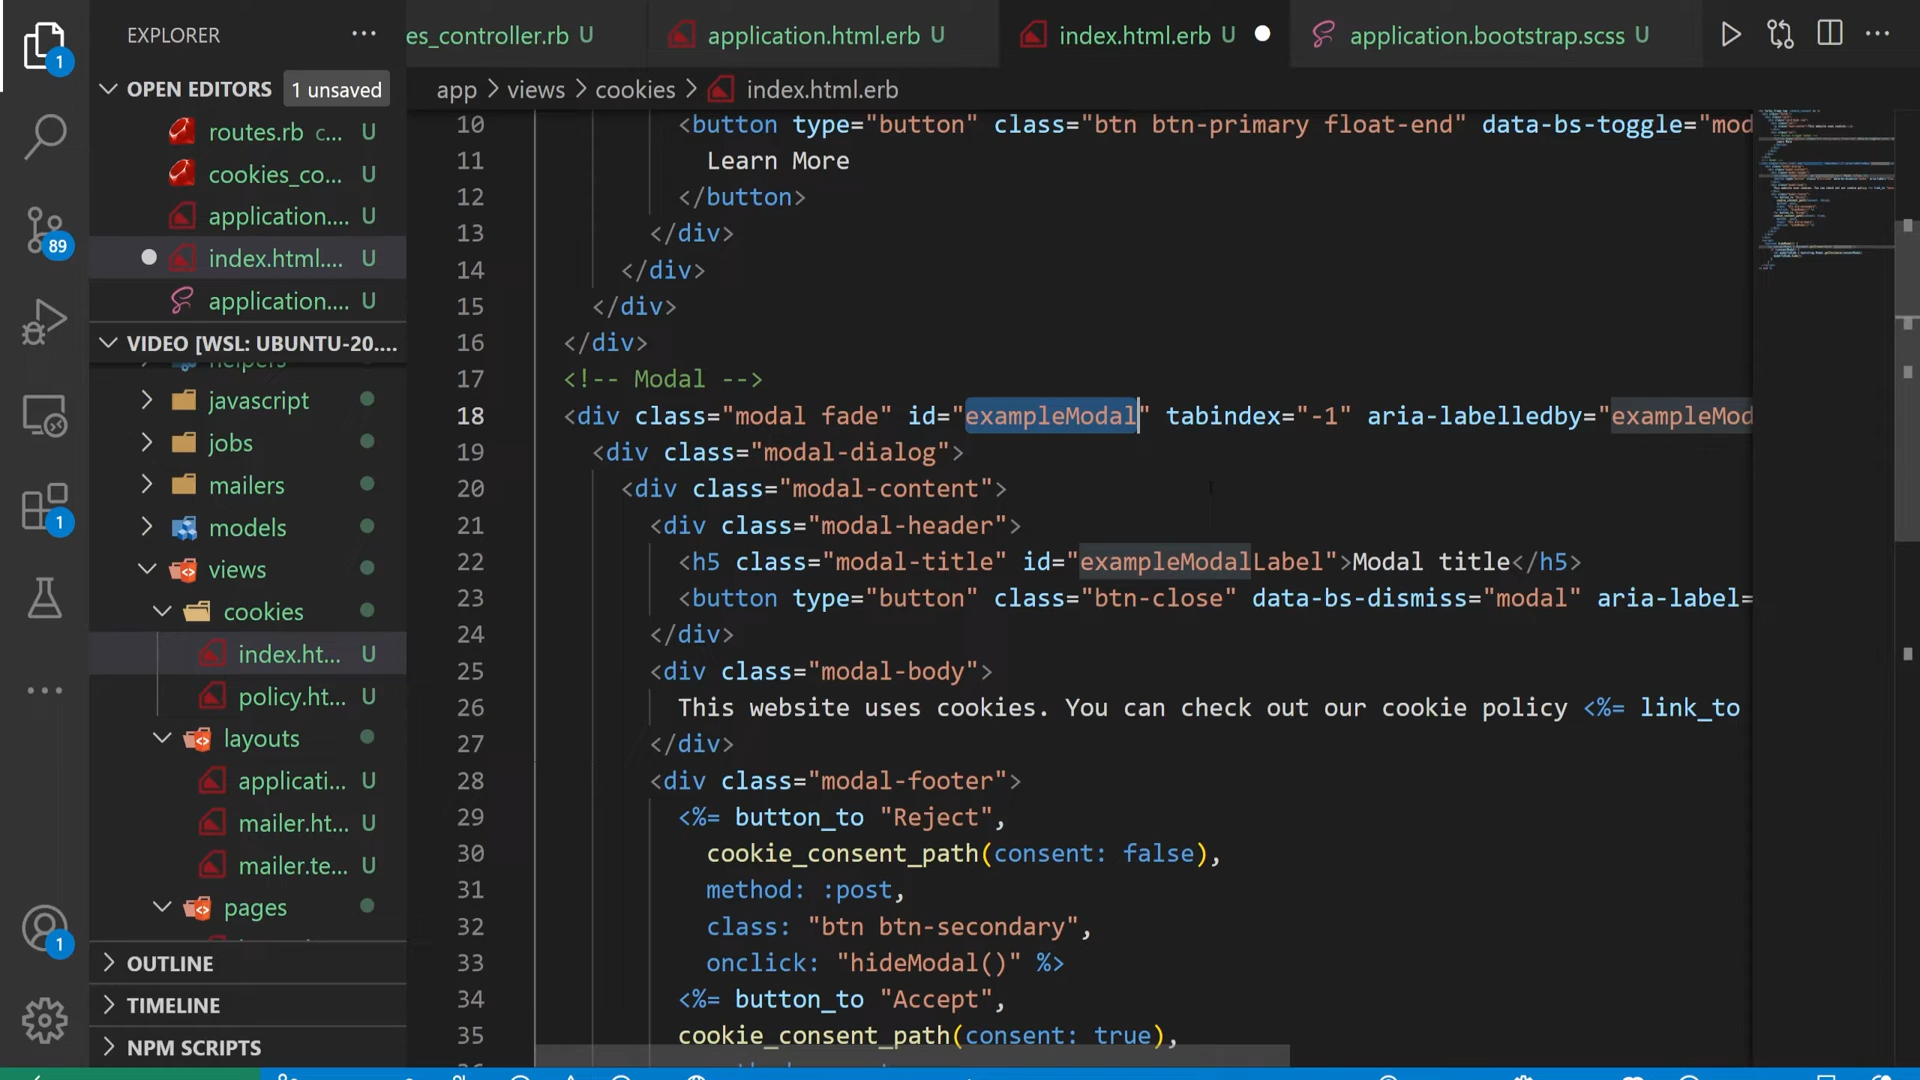 EXPLORER
OPEN EDITORS 1 unsaved
routes.rb c... U
cookies_co... U
application.... U
index.html.... U
application.... U
VIDEO [WSL: UBUNTU-20....
helpers
javascript
jobs
mailers
models
views
cookies
index.ht... U
policy.ht... U
layouts
applicati... U
mailer.ht... U
mailer.te... U
pages
OUTLINE
TIMELINE
NPM SCRIPTS
1
89
1
1
es_controller.rb U
application.html.erb U
index.html.erb U
application.bootstrap.scss U
app > views > cookies > index.html.erb
10 <button type="button" class="btn btn-primary float-end" data-bs-toggle="mod
11 Learn More
12 </button>
13 </div>
14 </div>
15 </div>
16 </div>
17 <!-- Modal -->
18 <div class="modal fade" id="exampleModal" tabindex="-1" aria-labelledby="exampleMod
19 <div class="modal-dialog">
20 <div class="modal-content">
21 <div class="modal-header">
22 <h5 class="modal-title" id="exampleModalLabel">Modal title</h5>
23 <button type="button" class="btn-close" data-bs-dismiss="modal" aria-label=
24 </div>
25 <div class="modal-body">
26 This website uses cookies. You can check out our cookie policy <%= link_to
27 </div>
28 <div class="modal-footer">
29 <%= button_to "Reject",
30 cookie_consent_path(consent: false),
31 method: :post,
32 class: "btn btn-secondary",
33 onclick: "hideModal()" %>
34 <%= button_to "Accept",
35 cookie_consent_path(consent: true),